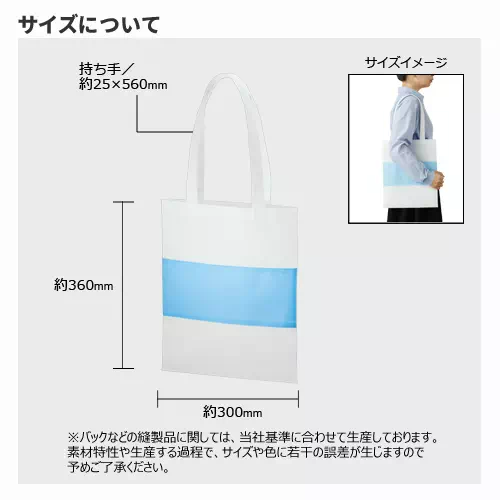 サイズについて
持ち手／
約25×560mm
サイズイメージ
約360mm
約300mm
※バックなどの縫製品に関しては、当社基準に合わせて生産しております。
素材特性や生産する過程で、サイズや色に若干の誤差が生じますので
予めご了承ください。